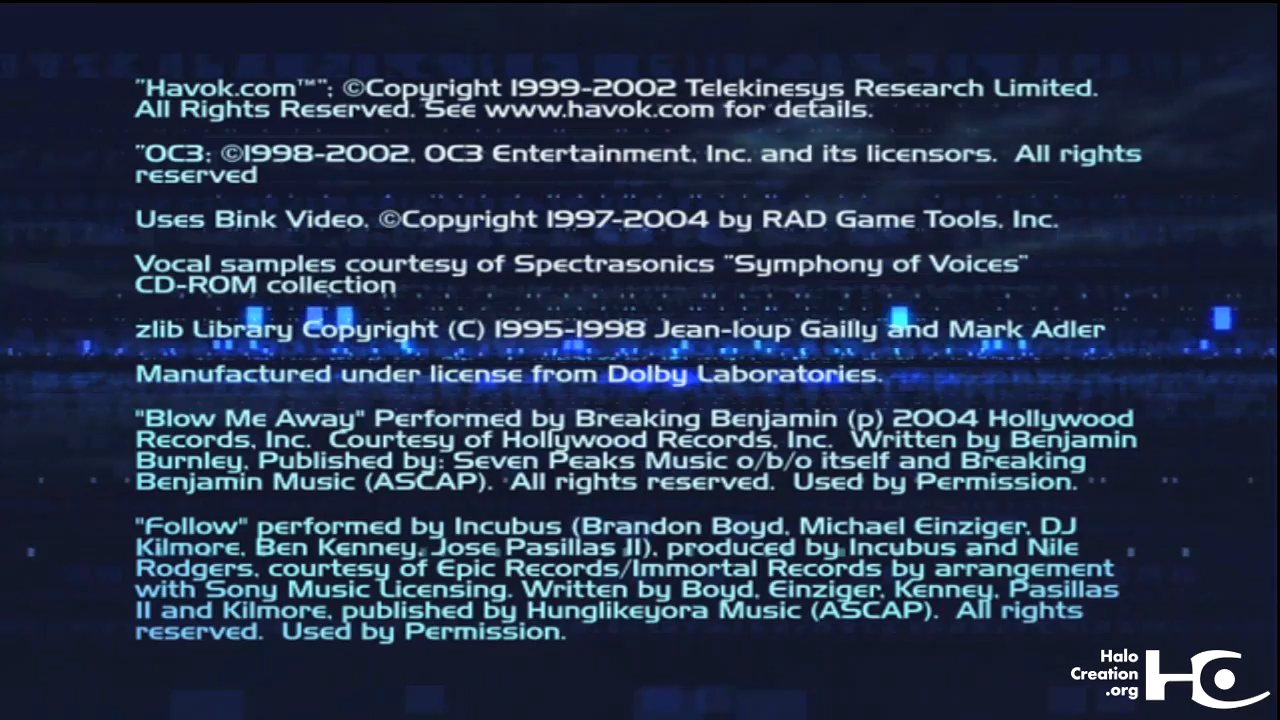 "Havok.com™"; ©Copyright 1999-2002 Telekinesys Research Limited.
All Rights Reserved. See www.havok.com for details.
"OC3; ©1998-2002, OC3 Entertainment, Inc. and its licensors.  All rights
reserved
Uses Bink Video. ©Copyright 1997-2004 by RAD Game Tools, Inc.
Vocal samples courtesy of Spectrasonics "Symphony of Voices"
CD-ROM collection
zlib Library Copyright (C) 1995-1998 Jean-loup Gailly and Mark Adler
Manufactured under license from Dolby Laboratories.
"Blow Me Away" Performed by Breaking Benjamin (p) 2004 Hollywood
Records, Inc.  Courtesy of Hollywood Records, Inc.  Written by Benjamin
Burnley, Published by: Seven Peaks Music o/b/o itself and Breaking
Benjamin Music (ASCAP).  All rights reserved.  Used by Permission.
"Follow" performed by Incubus (Brandon Boyd, Michael Einziger, DJ
Kilmore, Ben Kenney, Jose Pasillas II), produced by Incubus and Nile
Rodgers, courtesy of Epic Records/Immortal Records by arrangement
with Sony Music Licensing. Written by Boyd, Einziger, Kenney, Pasillas
II and Kilmore, published by Hunglikeyora Music (ASCAP).  All rights
reserved.  Used by Permission.
Halo
Creation
.org
HC